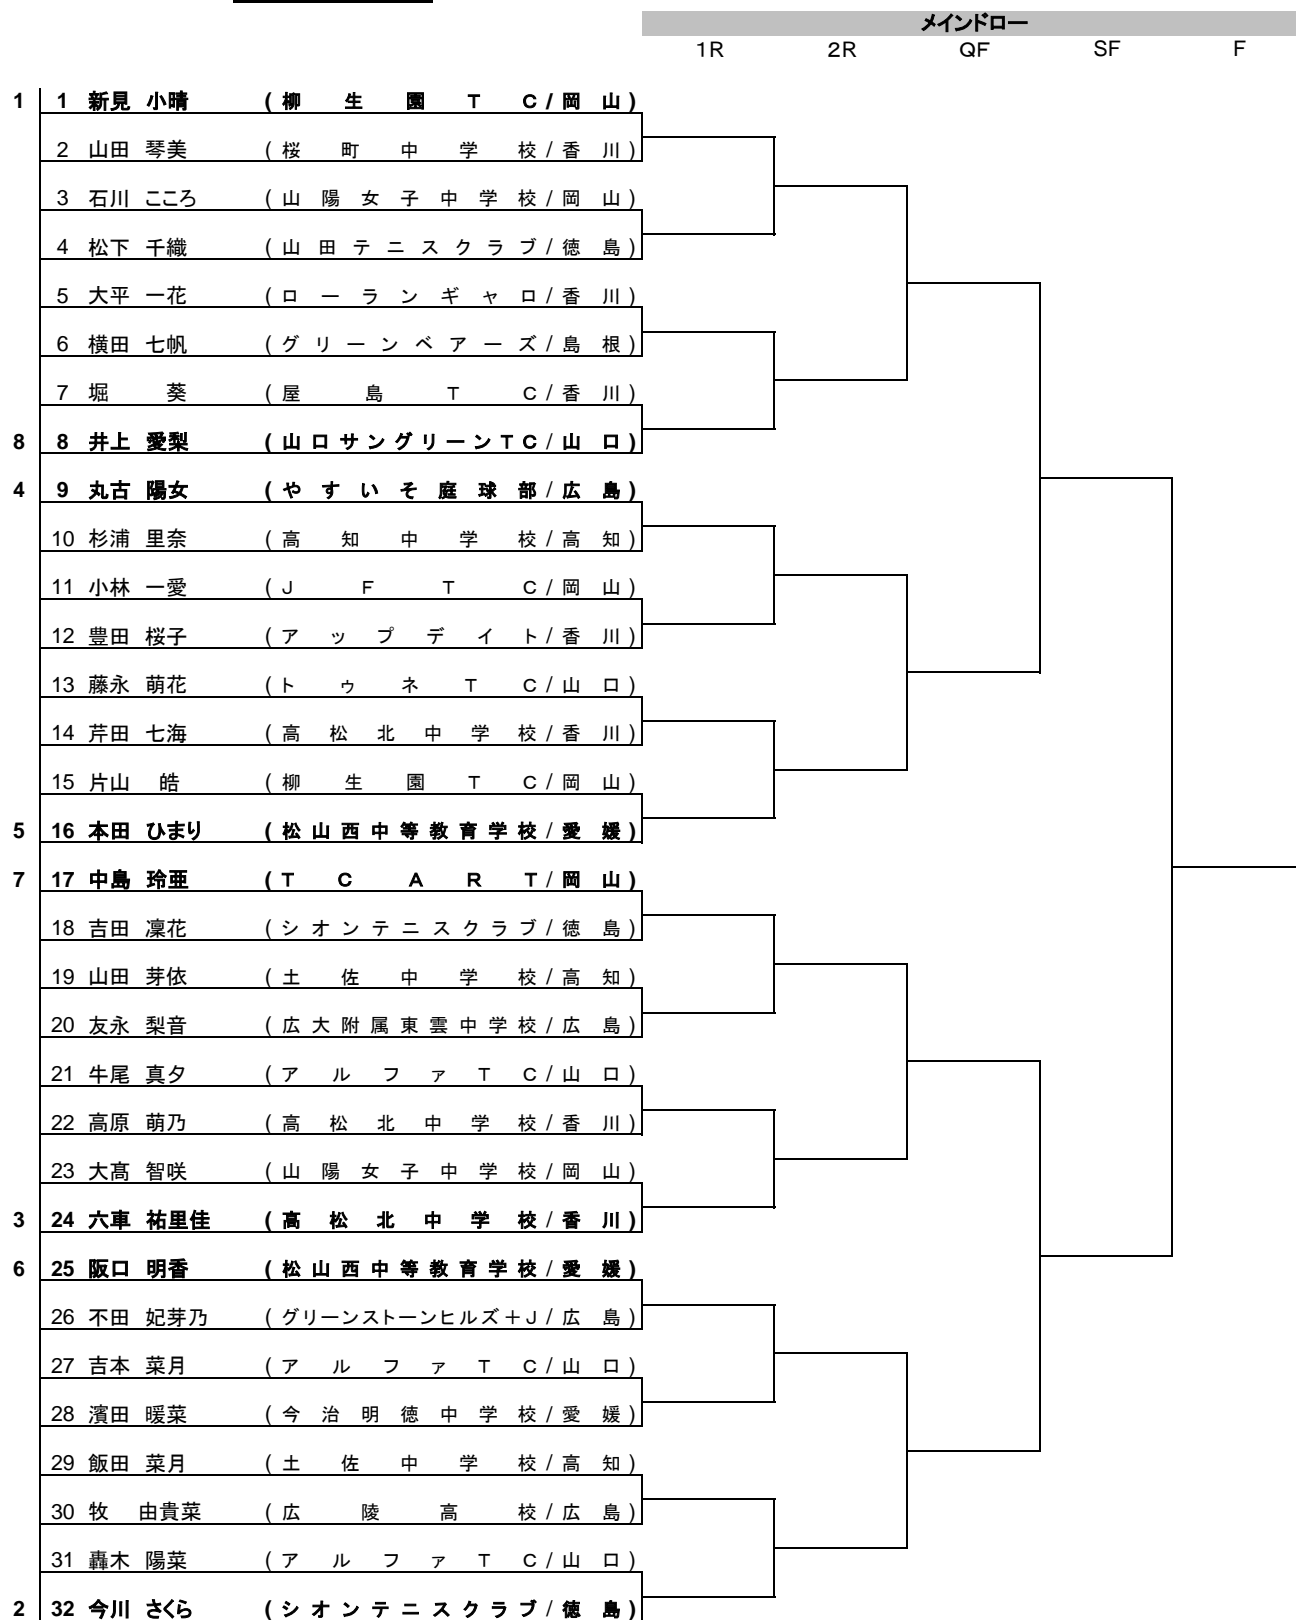 メインドロー
1R 2R QF SF F
1 1 新見 小晴 (柳生園TC/岡山)
2 山田 琴美 (桜町中学校/香川)
3 石川 こころ (山陽女子中学校/岡山)
4 松下 千織 (山田テニスクラブ/徳島)
5 大平 一花 (ローランギャロ/香川)
6 横田 七帆 (グリーンベアーズ/島根)
7 堀 葵 (屋島TC/香川)
8 8 井上 愛梨 (山口サングリーンTC/山口)
4 9 丸古 陽女 (やすいそ庭球部/広島)
10 杉浦 里奈 (高知中学校/高知)
11 小林 一愛 (JFTC/岡山)
12 豊田 桜子 (アップデイト/香川)
13 藤永 萌花 (トゥネTC/山口)
14 芹田 七海 (高松北中学校/香川)
15 片山 皓 (柳生園TC/岡山)
5 16 本田 ひまり (松山西中等教育学校/愛媛)
7 17 中島 玲亜 (TCART/岡山)
18 吉田 凜花 (シオンテニスクラブ/徳島)
19 山田 芽依 (土佐中学校/高知)
20 友永 梨音 (広大附属東雲中学校/広島)
21 牛尾 真夕 (アルファTC/山口)
22 高原 萌乃 (高松北中学校/香川)
23 大髙 智咲 (山陽女子中学校/岡山)
3 24 六車 祐里佳 (高松北中学校/香川)
6 25 阪口 明香 (松山西中等教育学校/愛媛)
26 不田 妃芽乃 (グリーンストーンヒルズ+J/広島)
27 吉本 菜月 (アルファTC/山口)
28 濱田 暖菜 (今治明徳中学校/愛媛)
29 飯田 菜月 (土佐中学校/高知)
30 牧 由貴菜 (広陵高校/広島)
31 轟木 陽菜 (アルファTC/山口)
2 32 今川 さくら (シオンテニスクラブ/徳島)